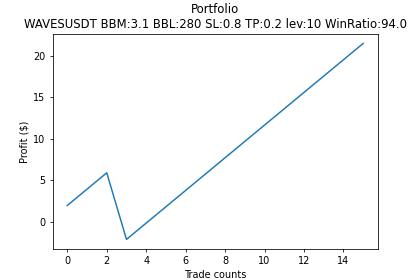 Portfolio
WAVESUSDT BBM:3.1 BBL:280 SL:0.8 TP:0.2 lev:10 WinRatio:94.0
Profit ($)
20
15
10
5
0
0 2 4 6 8 10 12 14
Trade counts